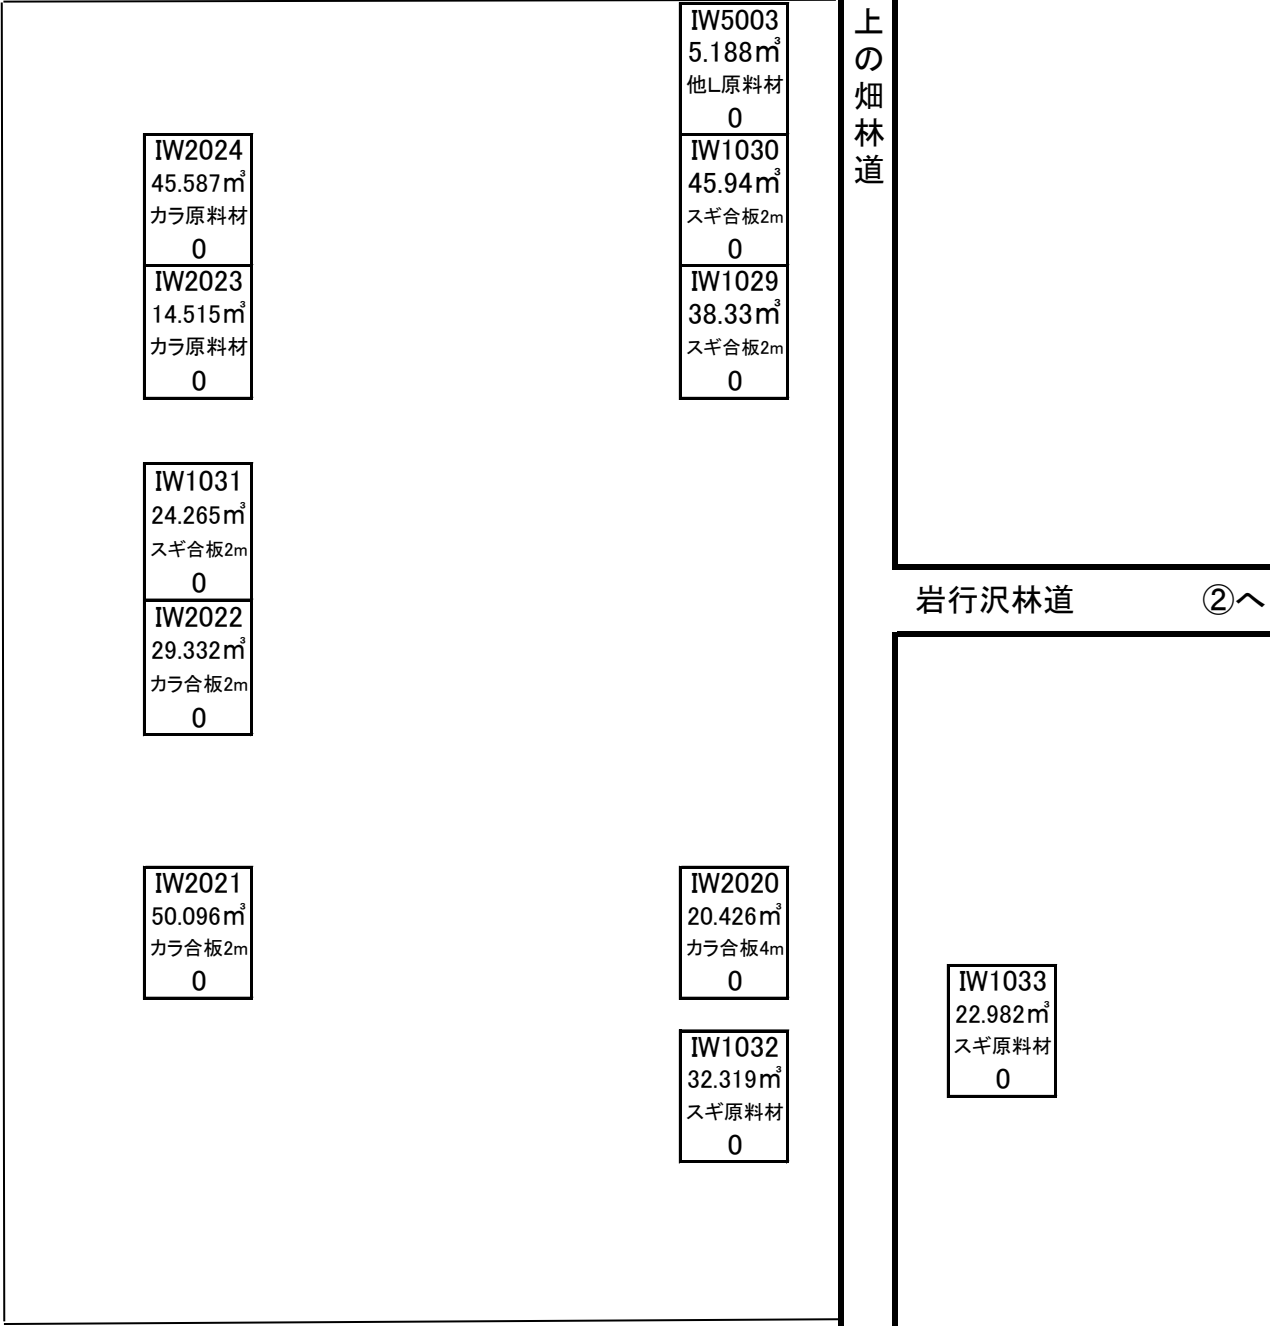 IW5003
5.188㎥
他L原料材
0
IW1030
45.94㎥
スギ合板2m
0
IW1029
38.33㎥
スギ合板2m
0
上の畑林道
IW2024
45.587㎥
カラ原料材
0
IW2023
14.515㎥
カラ原料材
0
IW1031
24.265㎥
スギ合板2m
0
IW2022
29.332㎥
カラ合板2m
0
岩行沢林道 ②へ
IW2021
50.096㎥
カラ合板2m
0
IW2020
20.426㎥
カラ合板4m
0
IW1032
32.319㎥
スギ原料材
0
IW1033
22.982㎥
スギ原料材
0